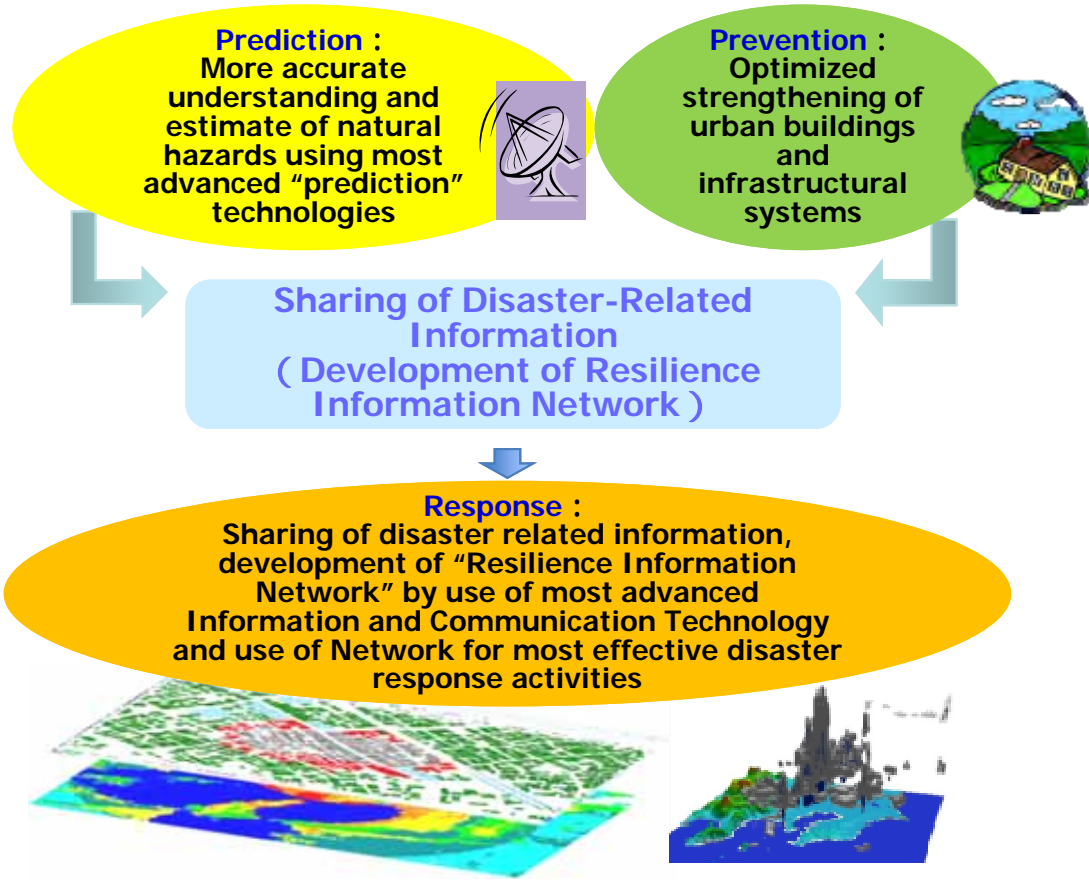 Prediction :
More accurate
understanding and
estimate of natural
hazards using most
advanced “prediction”
technologies
Prevention :
Optimized
strengthening of
urban buildings
and
infrastructural
systems
Sharing of Disaster-Related
Information
（Development of Resilience
Information Network）
Response :
Sharing of disaster related information,
development of “Resilience Information
Network” by use of most advanced
Information and Communication Technology
and use of Network for most effective disaster
response activities